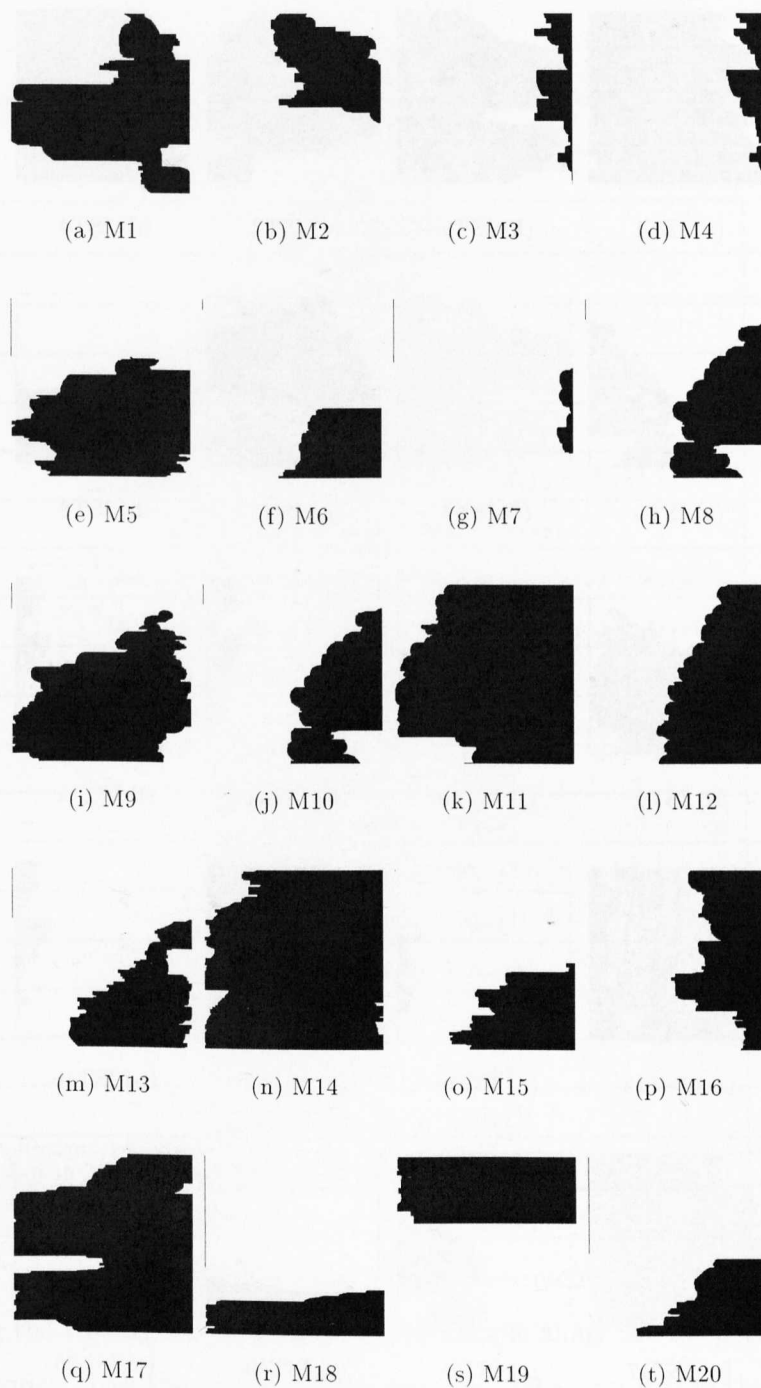 (a) M1 (b) M2 (c) M3 (d) M4
(e) M5 (f) M6 (g) M7 (h) M8
(i) M9 (j) M10 (k) M11 (l) M12
(m) M13 (n) M14 (o) M15 (p) M16
(q) M17 (r) M18 (s) M19 (t) M20